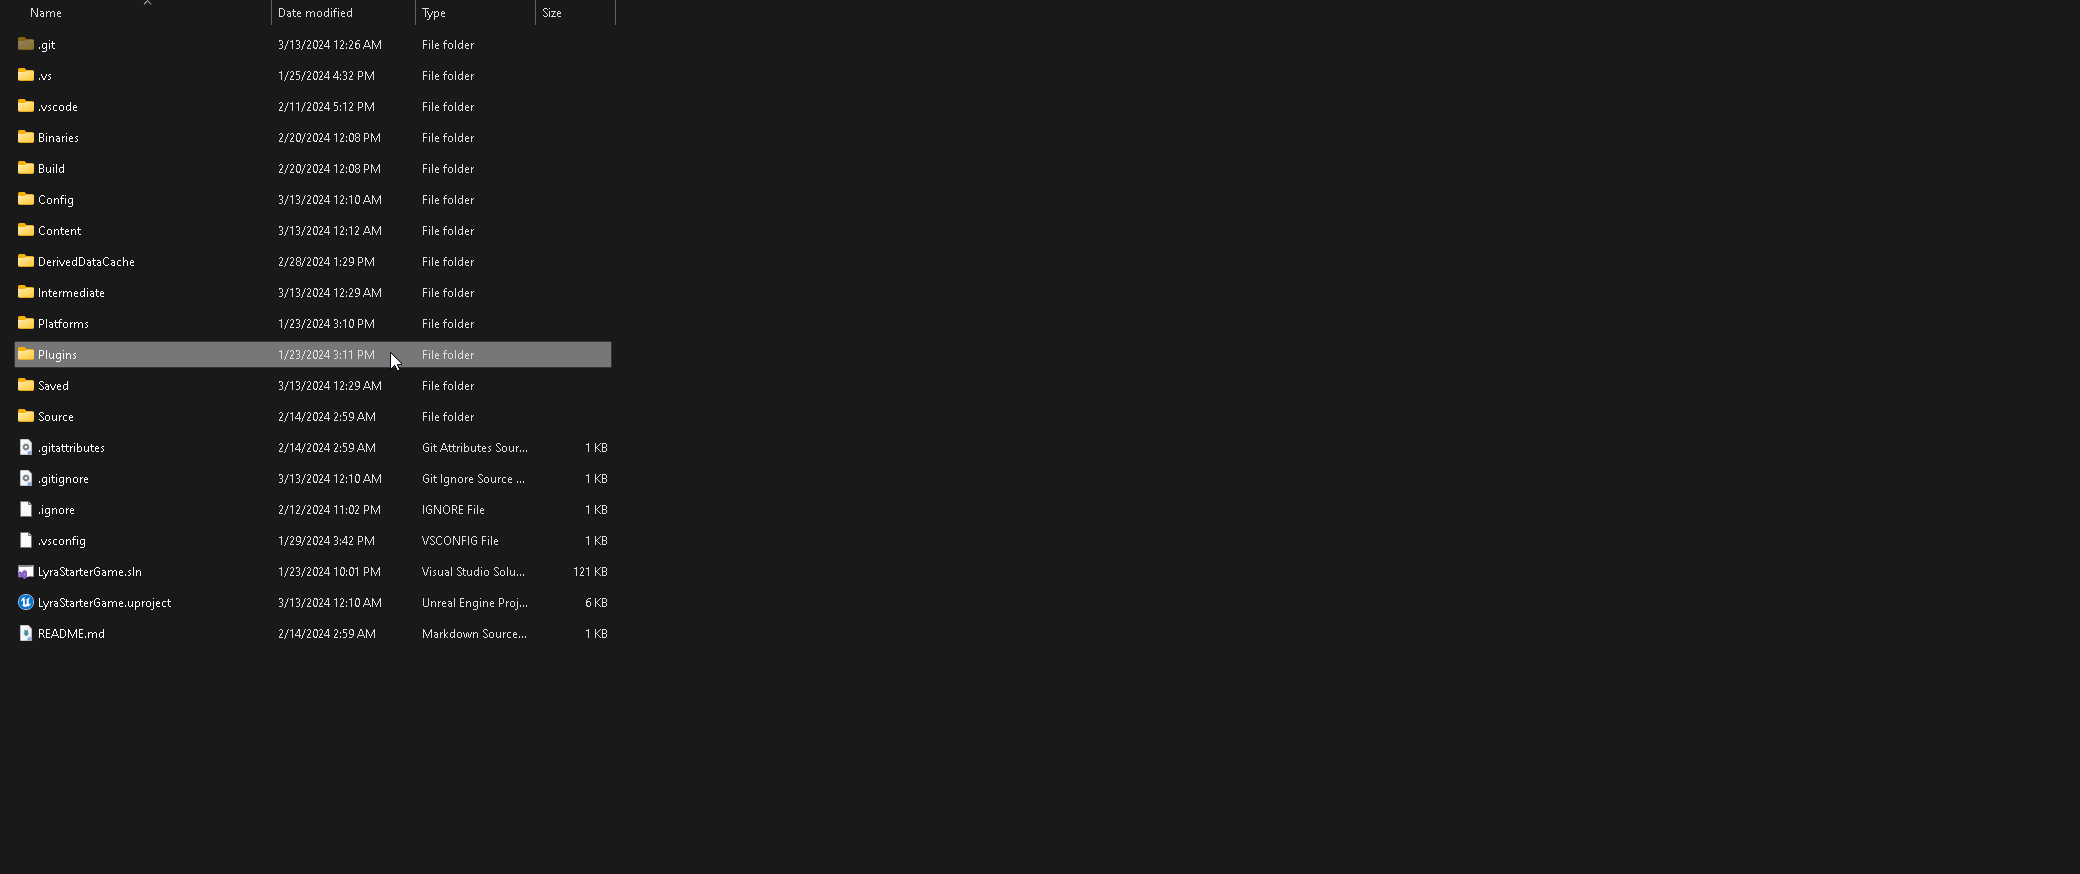 Name Date modified Type Size
.git 3/13/2024 12:26 AM File folder
.vs 1/25/2024 4:32 PM File folder
.vscode 2/11/2024 5:12 PM File folder
Binaries 2/20/2024 12:08 PM File folder
Build 2/20/2024 12:08 PM File folder
Config 3/13/2024 12:10 AM File folder
Content 3/13/2024 12:12 AM File folder
DerivedDataCache 2/28/2024 1:29 PM File folder
Intermediate 3/13/2024 12:29 AM File folder
Platforms 1/23/2024 3:10 PM File folder
Plugins 1/23/2024 3:11 PM File folder
Saved 3/13/2024 12:29 AM File folder
Source 2/14/2024 2:59 AM File folder
.gitattributes 2/14/2024 2:59 AM Git Attributes Sour... 1 KB
.gitignore 3/13/2024 12:10 AM Git Ignore Source ... 1 KB
.ignore 2/12/2024 11:02 PM IGNORE File 1 KB
.vsconfig 1/29/2024 3:42 PM VSCONFIG File 1 KB
LyraStarterGame.sln 1/23/2024 10:01 PM Visual Studio Solu... 121 KB
LyraStarterGame.uproject 3/13/2024 12:10 AM Unreal Engine Proj... 6 KB
README.md 2/14/2024 2:59 AM Markdown Source... 1 KB